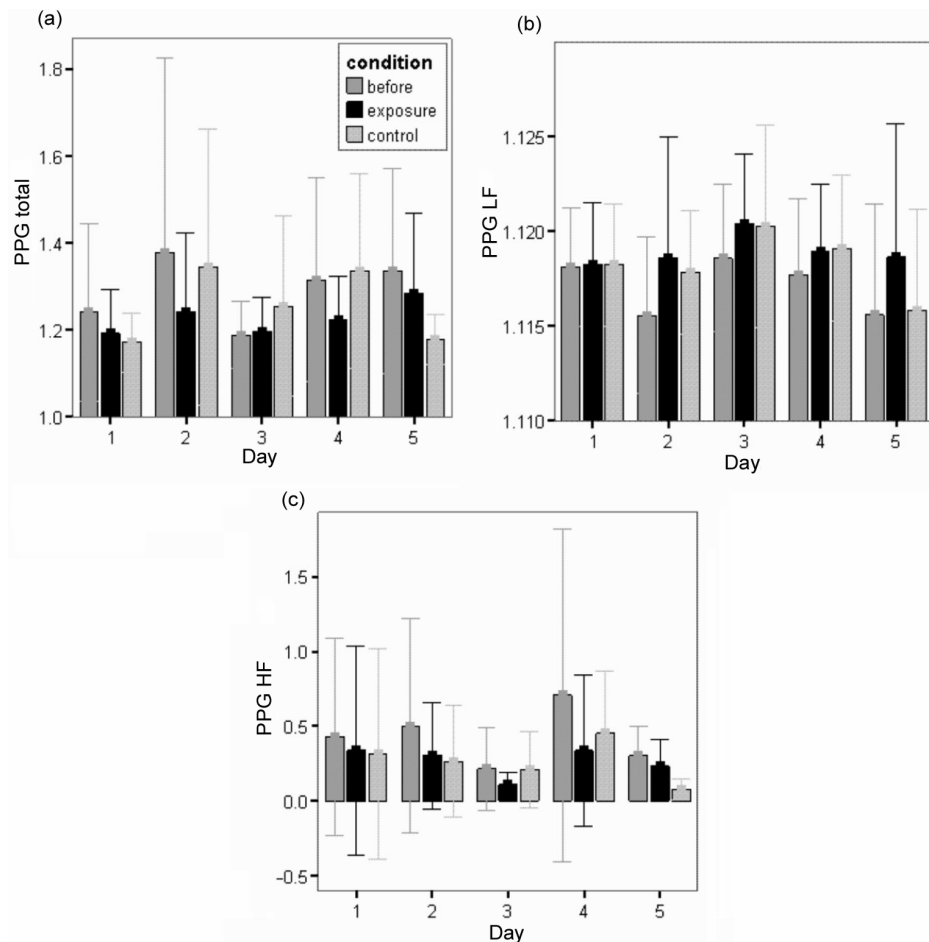 (a)
PPG total
1.8
1.6
1.4
1.2
1.0
condition
before
exposure
control
1 2 3 4 5
Day
(b)
PPG LF
1.125
1.120
1.115
1.110
1 2 3 4 5
Day
(c)
PPG HF
1.5
1.0
0.5
0.0
-0.5
1 2 3 4 5
Day